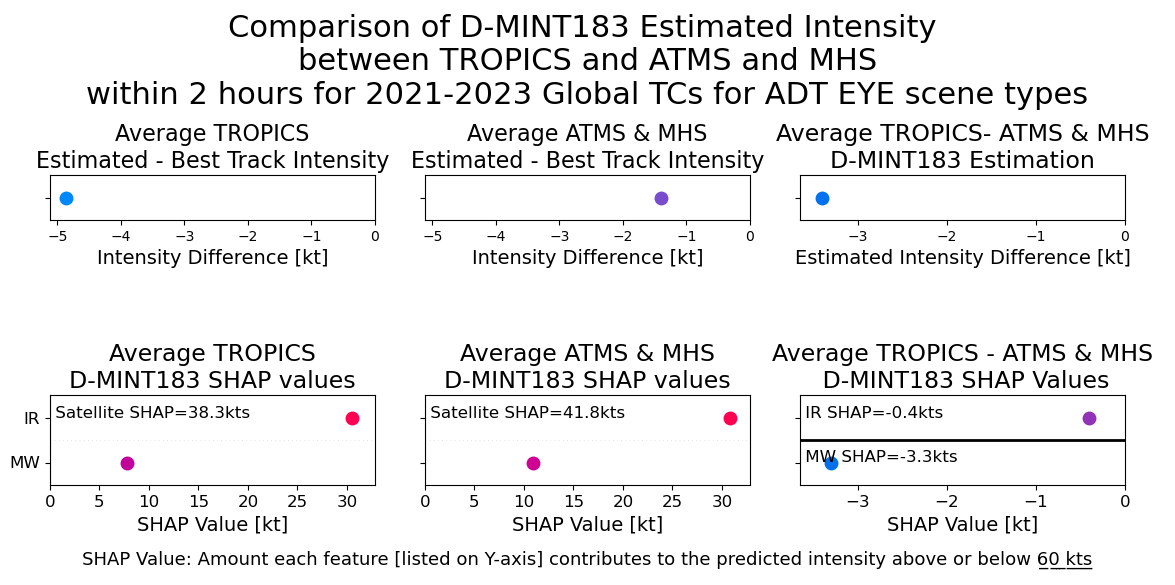 Comparison of D-MINT183 Estimated Intensity
between TROPICS and ATMS and MHS
within 2 hours for 2021-2023 Global TCs for ADT EYE scene types
Average TROPICS
Estimated - Best Track Intensity
−5 −4 −3 −2 −1 0
Intensity Difference [kt]
Average ATMS & MHS
Estimated - Best Track Intensity
−5 −4 −3 −2 −1 0
Intensity Difference [kt]
Average TROPICS- ATMS & MHS
D-MINT183 Estimation
−3 −2 −1 0
Estimated Intensity Difference [kt]
Average TROPICS
D-MINT183 SHAP values
IR
Satellite SHAP=38.3kts
MW
0 5 10 15 20 25 30
SHAP Value [kt]
Average ATMS & MHS
D-MINT183 SHAP values
Satellite SHAP=41.8kts
0 5 10 15 20 25 30
SHAP Value [kt]
Average TROPICS - ATMS & MHS
D-MINT183 SHAP Values
IR SHAP=-0.4kts
MW SHAP=-3.3kts
−3 −2 −1 0
SHAP Value [kt]
SHAP Value: Amount each feature [listed on Y-axis] contributes to the predicted intensity above or below 60 kts